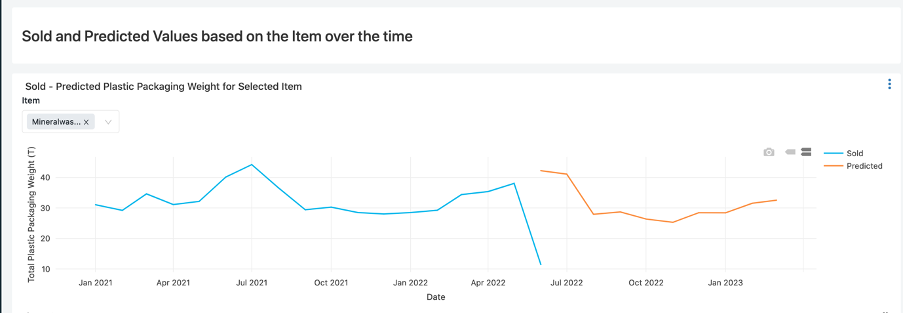 Sold and Predicted Values based on the Item over the time
Sold - Predicted Plastic Packaging Weight for Selected Item
Item
Mineralwas... ×
Sold
Predicted
Total Plastic Packaging Weight (T)
40
30
20
10
Jan 2021 Apr 2021 Jul 2021 Oct 2021 Jan 2022 Apr 2022 Jul 2022 Oct 2022 Jan 2023
Date